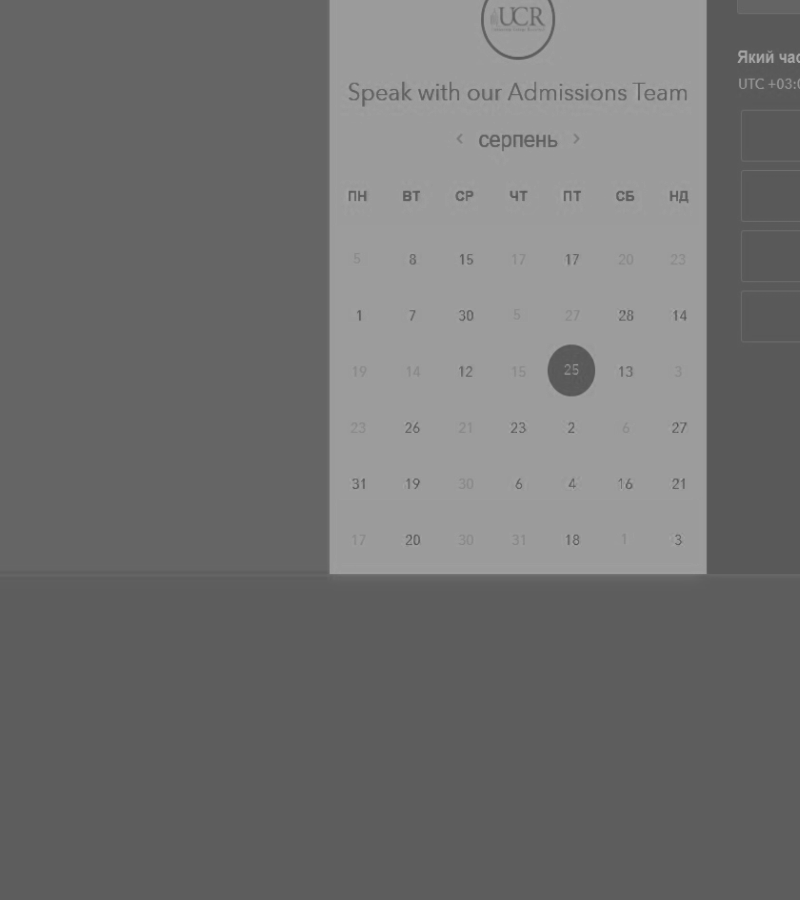 UCR
Speak with our Admissions Team
< серпень >
ПН ВТ СР ЧТ ПТ СБ НД
5 8 15 17 17 20 23
1 7 30 5 27 28 14
19 14 12 15 25 13 3
23 26 21 23 2 6 27
31 19 30 6 4 16 21
17 20 30 31 18 1 3
Який
UTC +03: